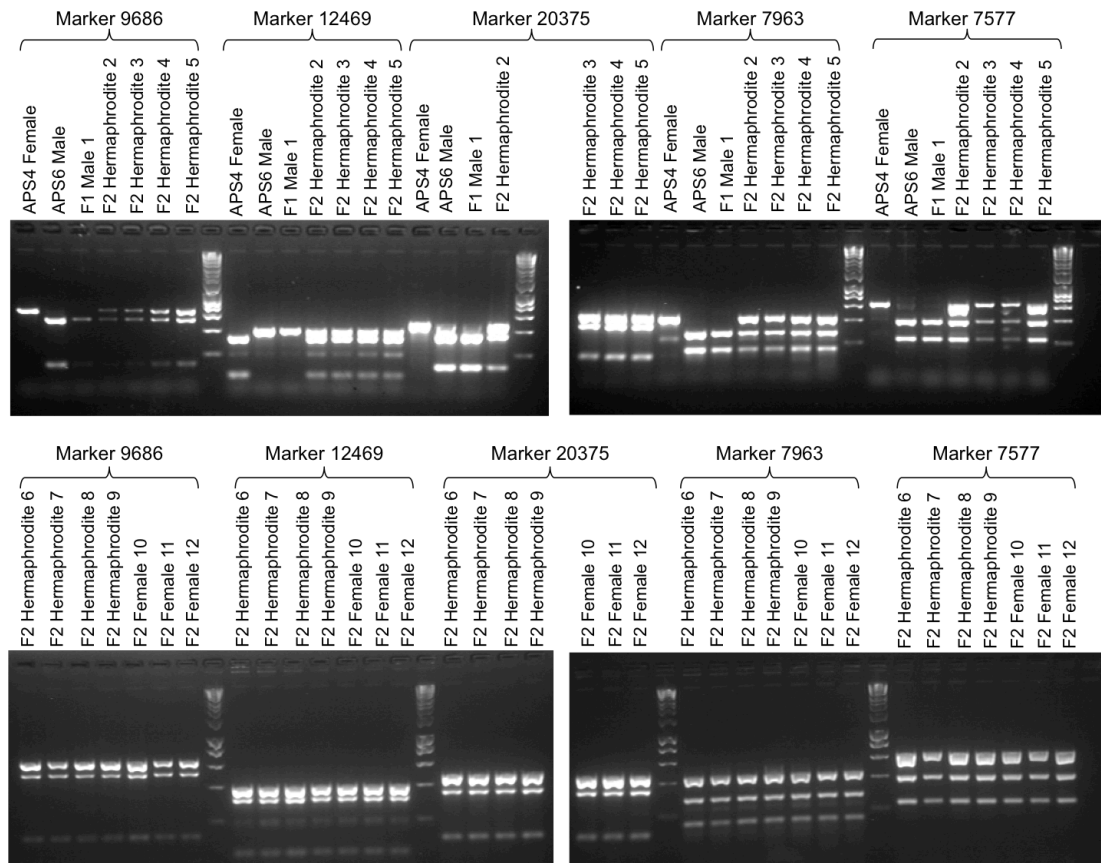 Marker 9686
Marker 12469
Marker 20375
Marker 7963
Marker 7577
APS4 Female
APS6 Male
F1 Male 1
F2 Hermaphrodite 2
F2 Hermaphrodite 3
F2 Hermaphrodite 4
F2 Hermaphrodite 5
APS4 Female
APS6 Male
F1 Male 1
F2 Hermaphrodite 2
F2 Hermaphrodite 3
F2 Hermaphrodite 4
F2 Hermaphrodite 5
APS4 Female
APS6 Male
F1 Male 1
F2 Hermaphrodite 2
F2 Hermaphrodite 3
F2 Hermaphrodite 4
F2 Hermaphrodite 5
APS4 Female
APS6 Male
F1 Male 1
F2 Hermaphrodite 2
F2 Hermaphrodite 3
F2 Hermaphrodite 4
F2 Hermaphrodite 5
APS4 Female
APS6 Male
F1 Male 1
F2 Hermaphrodite 2
F2 Hermaphrodite 3
F2 Hermaphrodite 4
F2 Hermaphrodite 5
Marker 9686
Marker 12469
Marker 20375
Marker 7963
Marker 7577
F2 Hermaphrodite 6
F2 Hermaphrodite 7
F2 Hermaphrodite 8
F2 Hermaphrodite 9
F2 Female 10
F2 Female 11
F2 Female 12
F2 Hermaphrodite 6
F2 Hermaphrodite 7
F2 Hermaphrodite 8
F2 Hermaphrodite 9
F2 Female 10
F2 Female 11
F2 Female 12
F2 Hermaphrodite 6
F2 Hermaphrodite 7
F2 Hermaphrodite 8
F2 Hermaphrodite 9
F2 Female 10
F2 Female 11
F2 Female 12
F2 Hermaphrodite 6
F2 Hermaphrodite 7
F2 Hermaphrodite 8
F2 Hermaphrodite 9
F2 Female 10
F2 Female 11
F2 Female 12
F2 Hermaphrodite 6
F2 Hermaphrodite 7
F2 Hermaphrodite 8
F2 Hermaphrodite 9
F2 Female 10
F2 Female 11
F2 Female 12